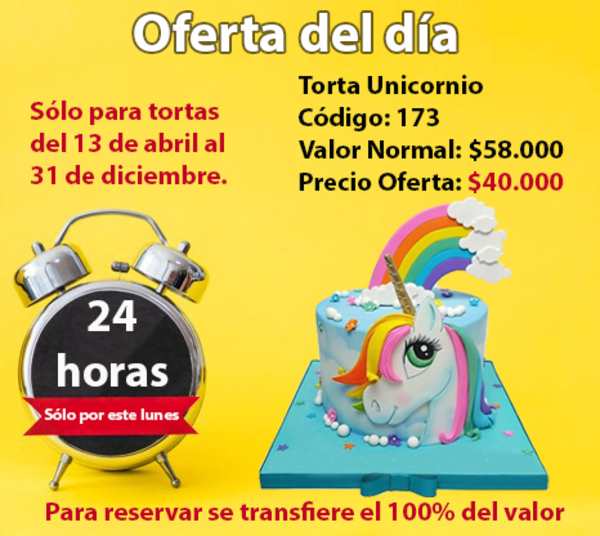 Oferta del día
Sólo para tortas
del 13 de abril al
31 de diciembre.
Torta Unicornio
Código: 173
Valor Normal: $58.000
Precio Oferta: $40.000
24
horas
Sólo por este lunes
Para reservar se transfiere el 100% del valor